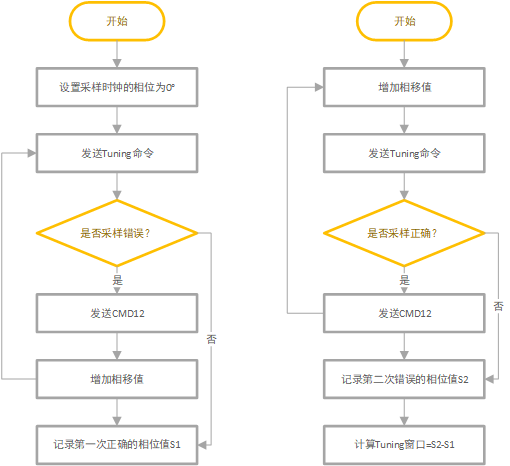 开始
设置采样时钟的相位为0°
发送Tuning命令
是否采样错误?
是
否
发送CMD12
增加相移值
记录第一次正确的相位值S1
开始
增加相移值
发送Tuning命令
是否采样正确?
是
否
发送CMD12
记录第二次错误的相位值S2
计算Tuning窗口=S2-S1